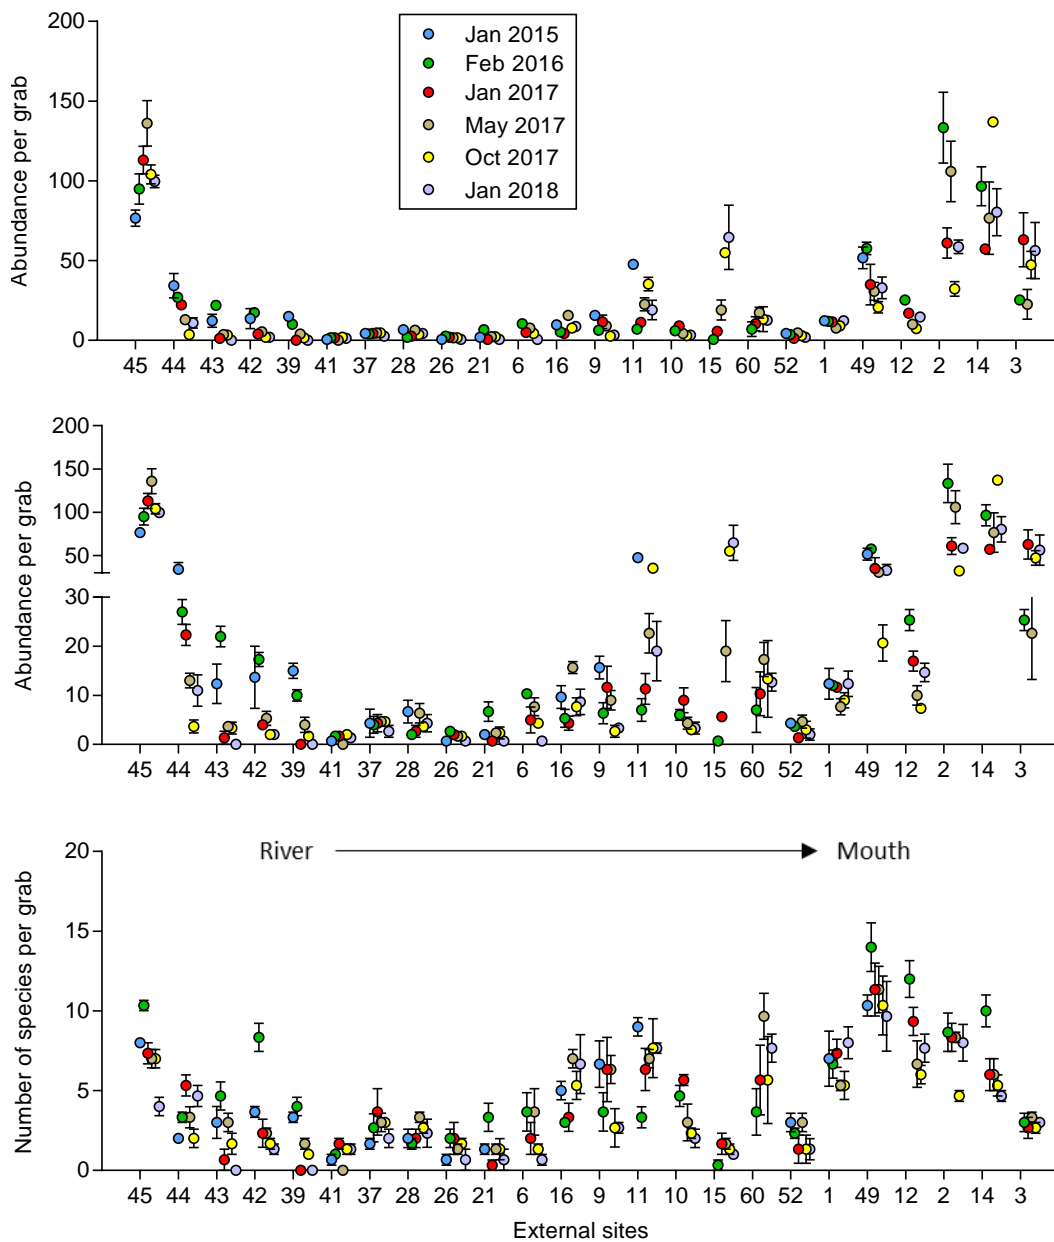 Abundance per grab
200
150
100
50
0
Jan 2015
Feb 2016
Jan 2017
May 2017
Oct 2017
Jan 2018
45 44 43 42 39 41 37 28 26 21 6 16 9 11 10 15 60 52 1 49 12 2 14 3
Abundance per grab
200
150
100
50
30
20
10
0
45 44 43 42 39 41 37 28 26 21 6 16 9 11 10 15 60 52 1 49 12 2 14 3
Number of species per grab
20
15
10
5
0
River Mouth
45 44 43 42 39 41 37 28 26 21 6 16 9 11 10 15 60 52 1 49 12 2 14 3
External sites